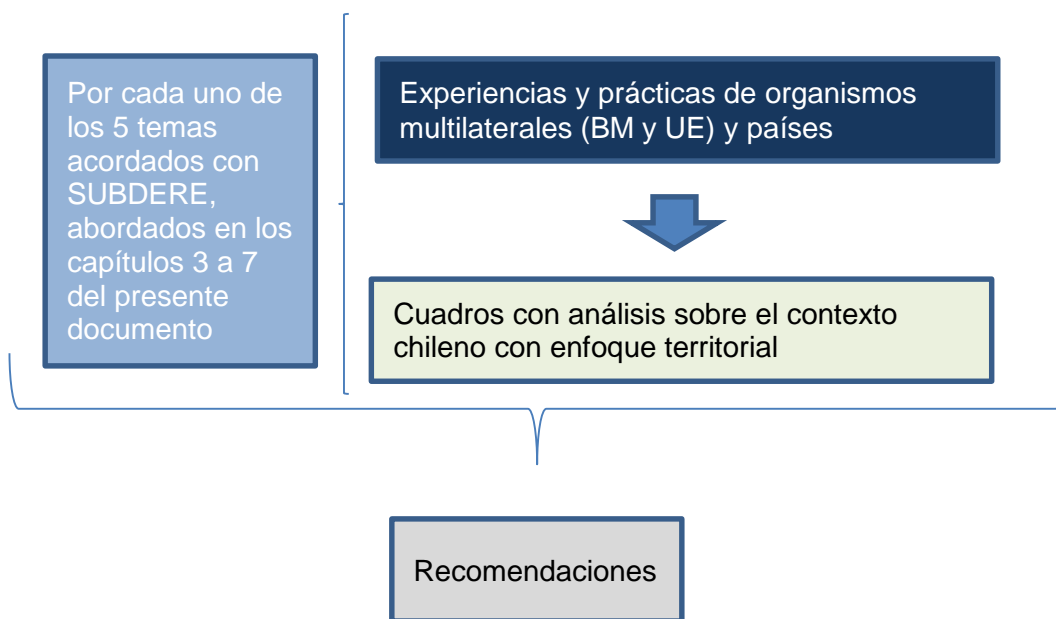 Por cada uno de
los 5 temas
acordados con
SUBDERE,
abordados en los
capítulos 3 a 7
del presente
documento
Experiencias y prácticas de organismos
multilaterales (BM y UE) y países
Cuadros con análisis sobre el contexto
chileno con enfoque territorial
Recomendaciones